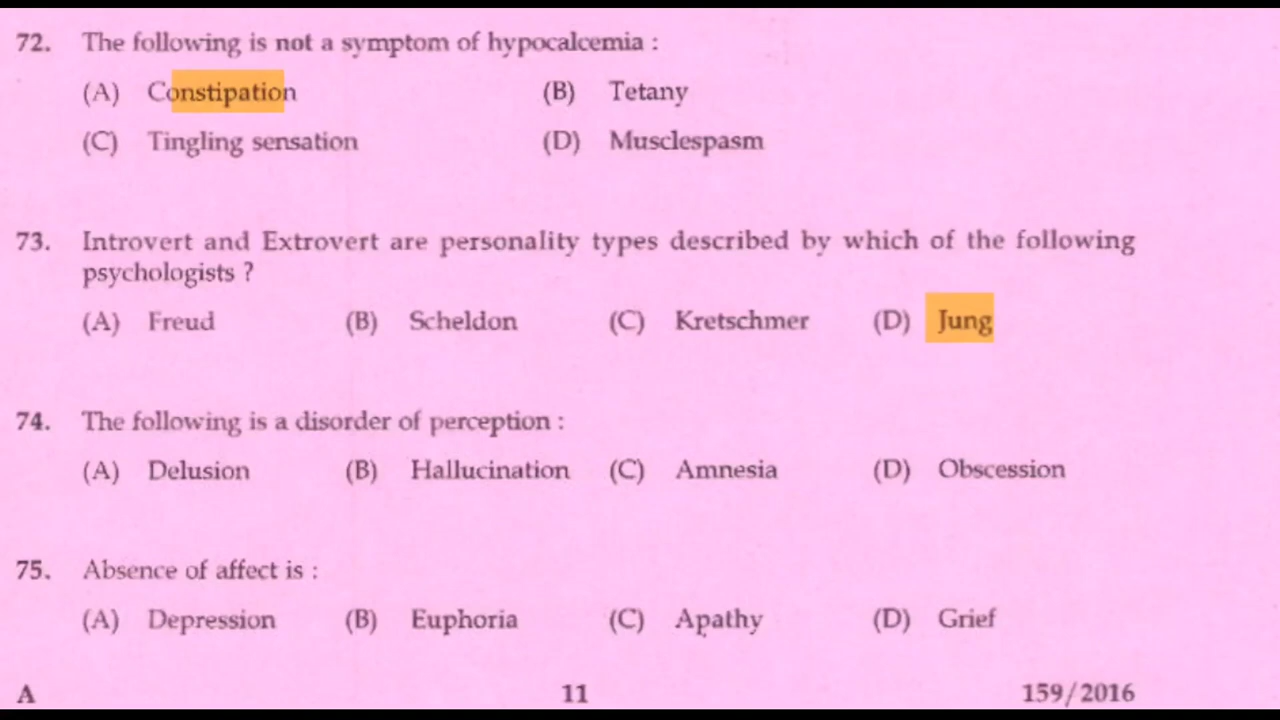 72. The following is not a symptom of hypocalcemia :
(A) Constipation (B) Tetany
(C) Tingling sensation (D) Musclespasm
73. Introvert and Extrovert are personality types described by which of the following
psychologists ?
(A) Freud (B) Scheldon (C) Kretschmer (D) Jung
74. The following is a disorder of perception :
(A) Delusion (B) Hallucination (C) Amnesia (D) Obscession
75. Absence of affect is :
(A) Depression (B) Euphoria (C) Apathy (D) Grief
A 11 159/2016